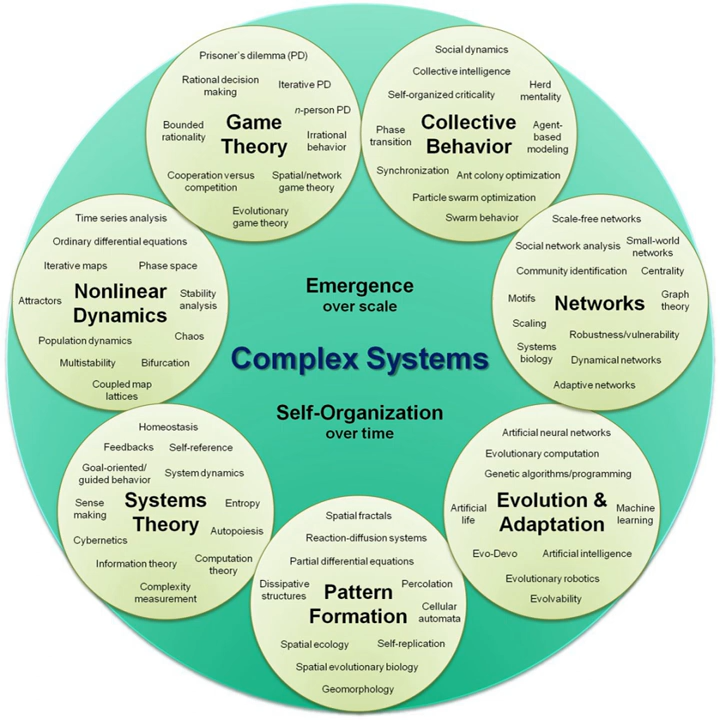 Prisoner's dilemma (PD)
Rational decision
making
Iterative PD
n-person PD
Bounded
rationality
Game
Theory
Irrational
behavior
Cooperation versus
competition
Spatial/network
game theory
Evolutionary
game theory
Social dynamics
Collective intelligence
Herd
mentality
Self-organized criticality
Phase
transition
Collective
Behavior
Agent-
based
modeling
Synchronization
Ant colony optimization
Particle swarm optimization
Swarm behavior
Time series analysis
Ordinary differential equations
Iterative maps
Phase space
Attractors
Nonlinear
Dynamics
Stability
analysis
Population dynamics
Chaos
Multistability
Bifurcation
Coupled map
lattices
Emergence
over scale
Complex Systems
Self-Organization
over time
Scale-free networks
Social network analysis
Small-world
networks
Community identification
Centrality
Motifs
Networks
Graph
theory
Scaling
Robustness/vulnerability
Systems
biology
Dynamical networks
Adaptive networks
Homeostasis
Feedbacks
Self-reference
Goal-oriented/
guided behavior
System dynamics
Sense
making
Systems
Theory
Entropy
Cybernetics
Autopoiesis
Information theory
Computation
theory
Complexity
measurement
Spatial fractals
Reaction-diffusion systems
Partial differential equations
Dissipative
structures
Pattern
Formation
Percolation
Cellular
automata
Spatial ecology
Self-replication
Spatial evolutionary biology
Geomorphology
Artificial neural networks
Evolutionary computation
Genetic algorithms/programming
Artificial
life
Evolution &
Adaptation
Machine
learning
Evo-Devo
Artificial intelligence
Evolutionary robotics
Evolvability